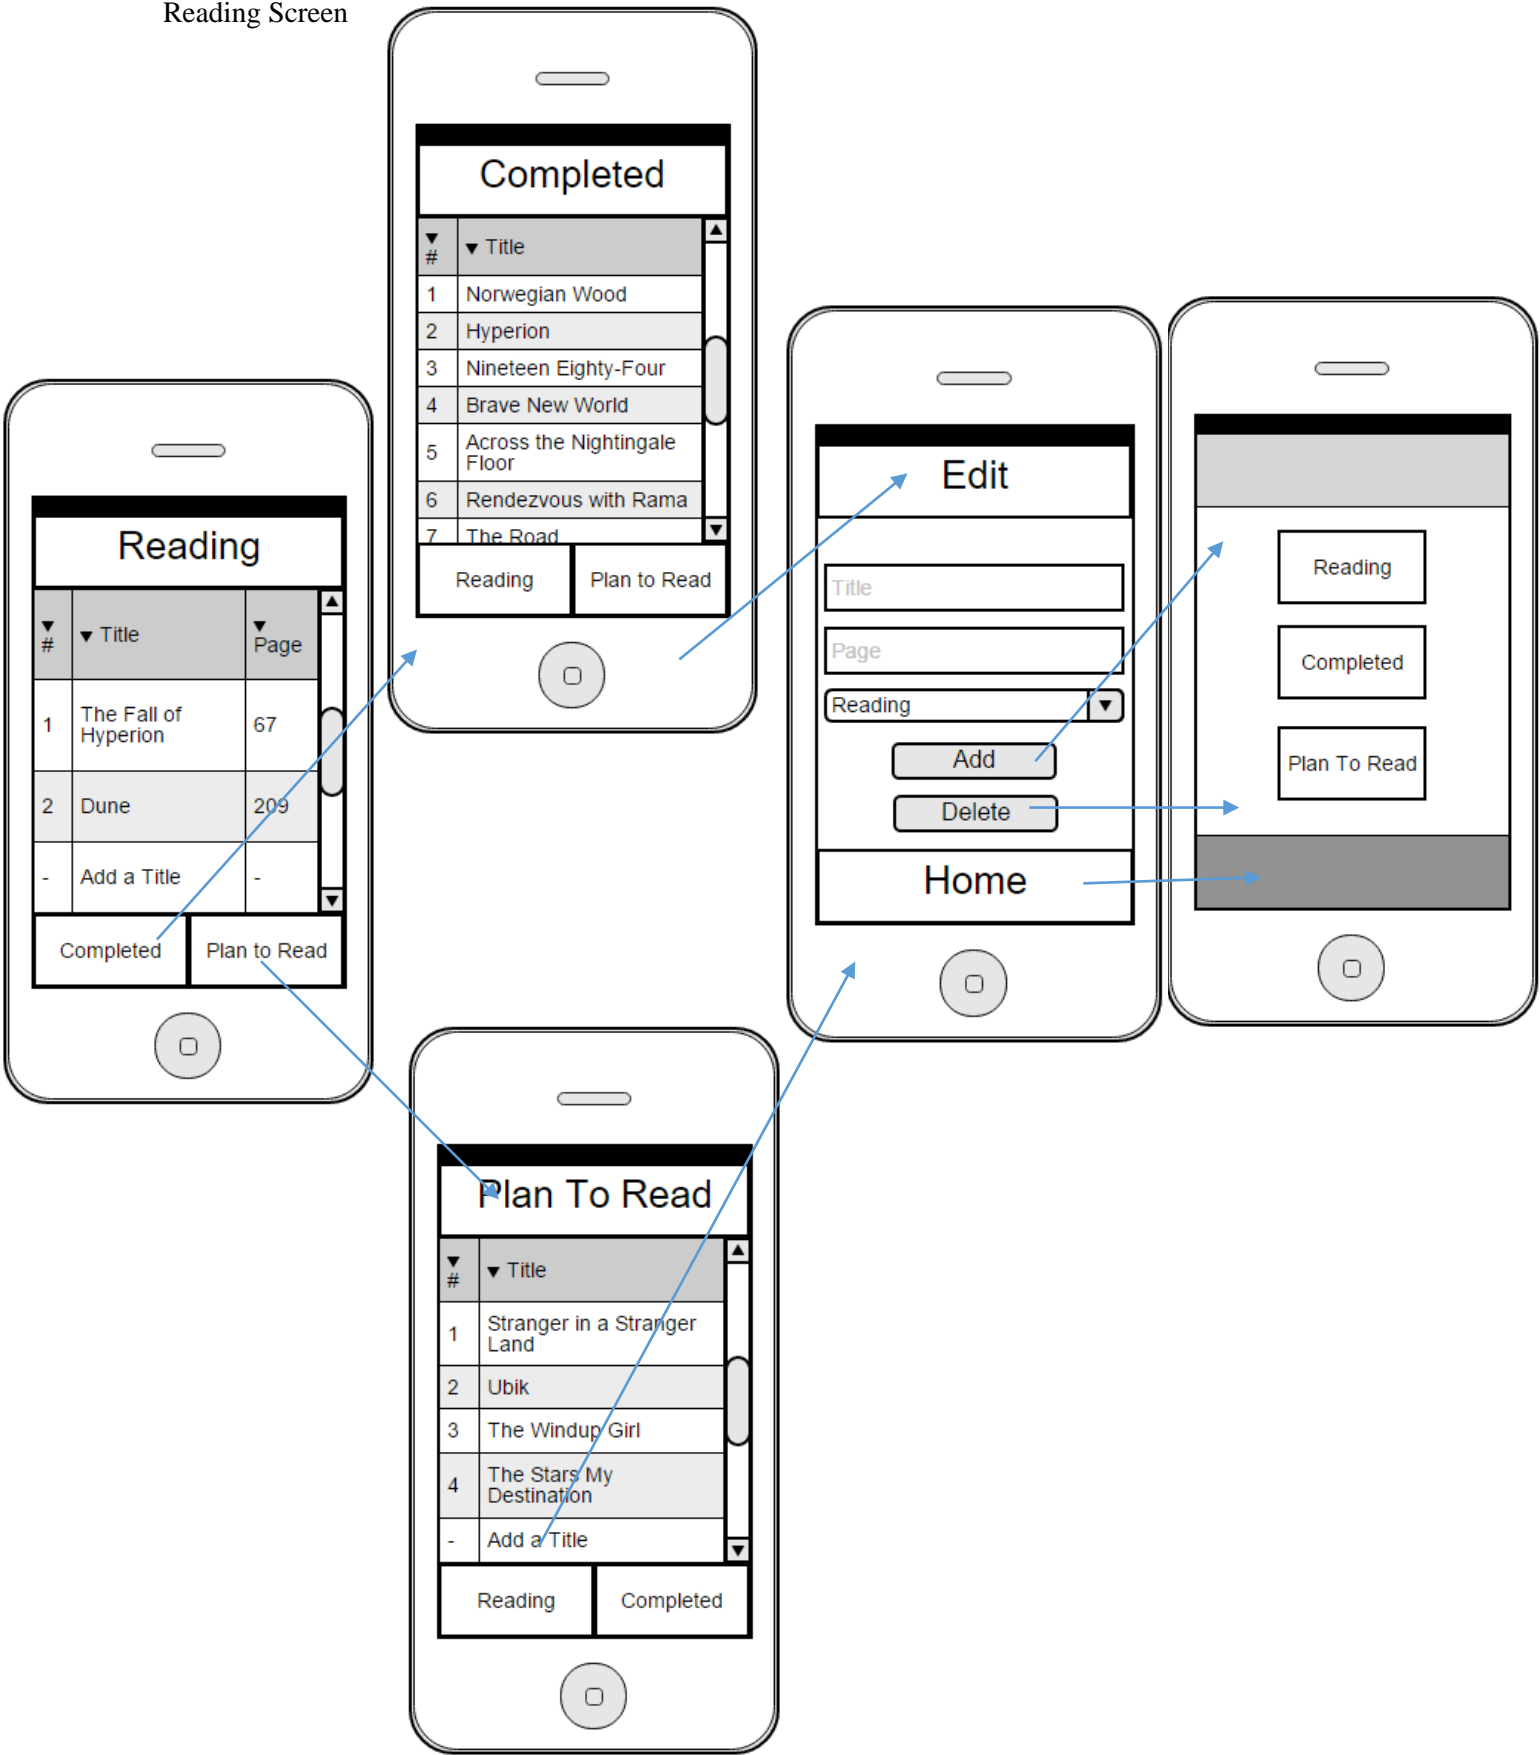 Reading Screen
Completed
#
Title
1 Norwegian Wood
2 Hyperion
3 Nineteen Eighty-Four
4 Brave New World
5 Across the Nightingale
Floor
6 Rendezvous with Rama
7 The Road
Reading Plan to Read
Reading
# Title Page
1 The Fall of
Hyperion 67
2 Dune 209
- Add a Title -
Completed Plan to Read
Edit
Title
Page
Reading
Add
Delete
Home
Reading
Completed
Plan To Read
Plan To Read
# Title
1 Stranger in a Stranger
Land
2 Ubik
3 The Windup Girl
4 The Stars My
Destination
- Add a Title
Reading Completed